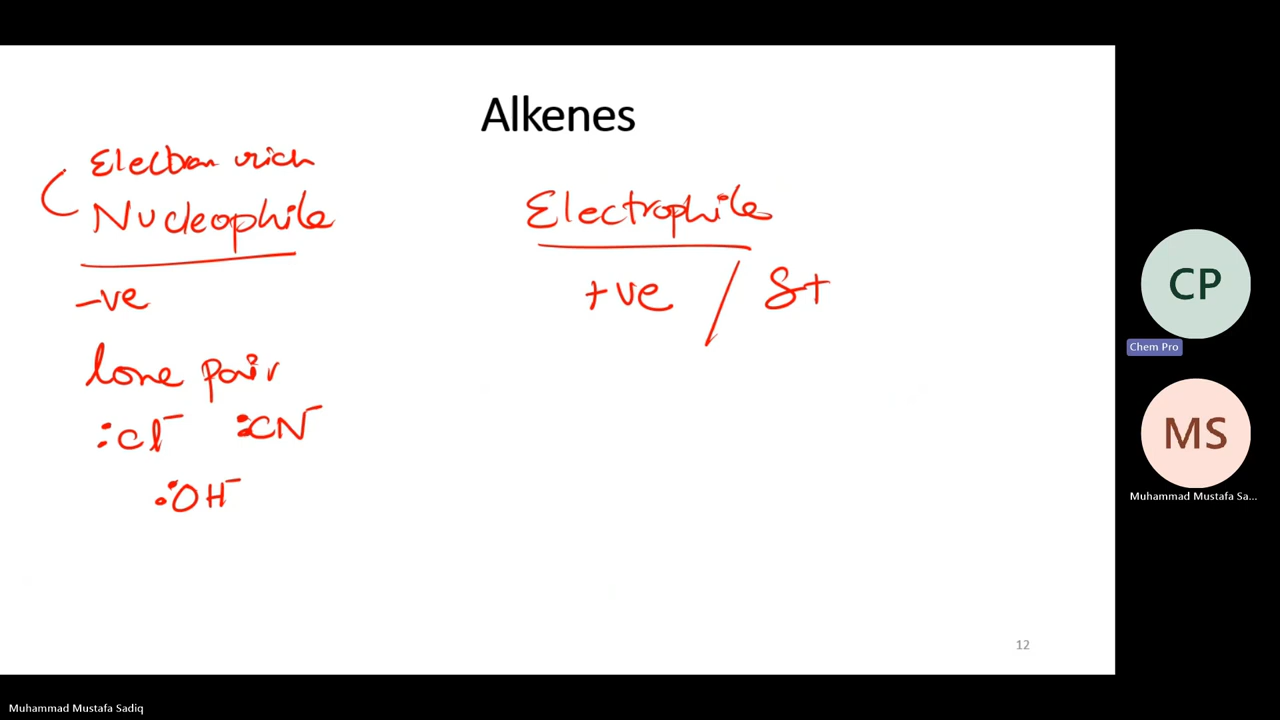 Alkenes
Electron rich
Nucleophile
-ve
lone pair
:Cl⁻ :CN⁻
:OH⁻
Electrophile
+ve / δ+
12
CP
Chem Pro
MS
Muhammad Mustafa Sa...
Muhammad Mustafa Sadiq